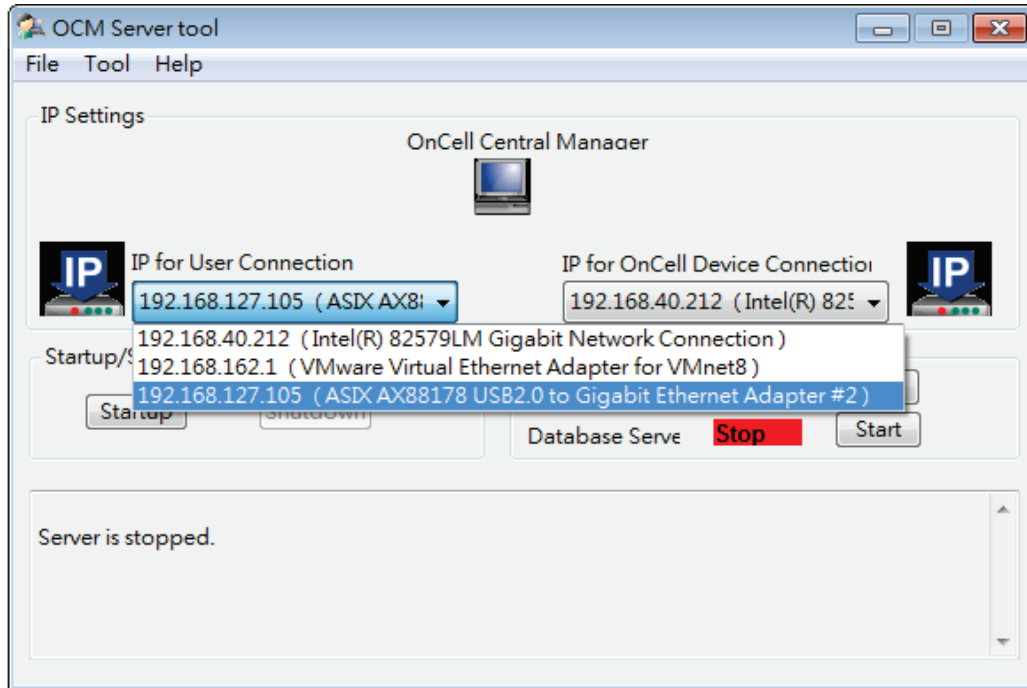 OCM Server tool
File Tool Help
IP Settings
OnCell Central Manager
IP IP for User Connection
192.168.127.105 ( ASIX AX8
IP for OnCell Device Connection IP
192.168.40.212 (Intel(R) 825
192.168.40.212 (Intel(R) 82579LM Gigabit Network Connection )
192.168.162.1 ( VMware Virtual Ethernet Adapter for VMnet8 )
192.168.127.105 ( ASIX AX88178 USB2.0 to Gigabit Ethernet Adapter #2 )
Startup/
Startup Shutdown
Database Serve Stop Start
Server is stopped.